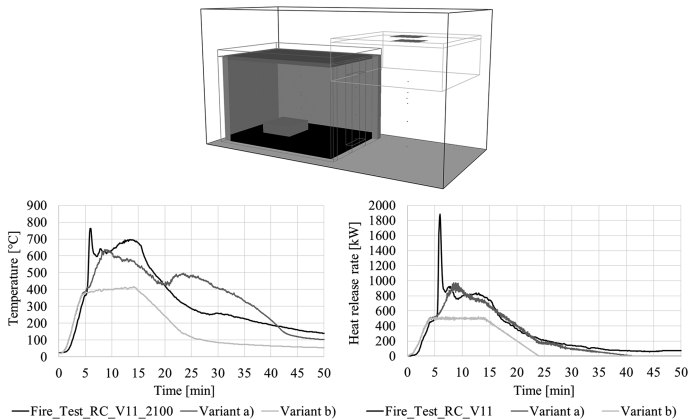 900
800
700
600
500
400
300
200
100
0
Temperature [°C]
0 5 10 15 20 25 30 35 40 45 50
Time [min]
Fire_Test_RC_V11_2100 Variant a) Variant b)
2000
1800
1600
1400
1200
1000
800
600
400
200
0
Heat release rate [kW]
0 5 10 15 20 25 30 35 40 45 50
Time [min]
Fire_Test_RC_V11 Variant a) Variant b)